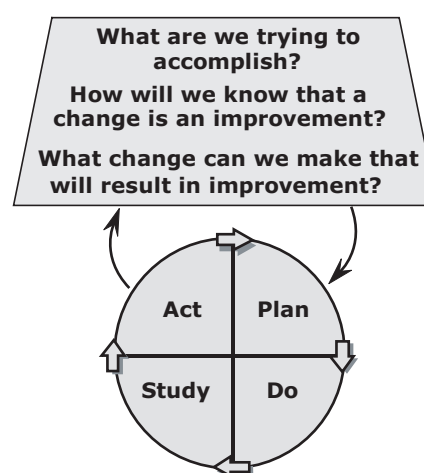 What are we trying to
accomplish?
How will we know that a
change is an improvement?
What change can we make that
will result in improvement?
Act
Plan
Study
Do